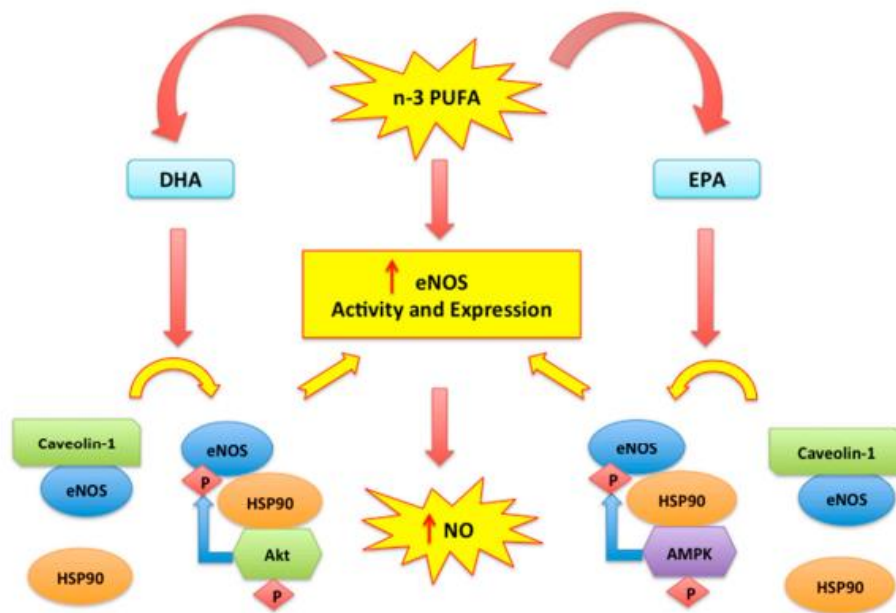 n-3 PUFA
DHA
EPA
↑ eNOS
Activity and Expression
Caveolin-1
eNOS
HSP90
eNOS
P
HSP90
Akt
P
↑ NO
eNOS
P
HSP90
AMPK
P
Caveolin-1
eNOS
HSP90